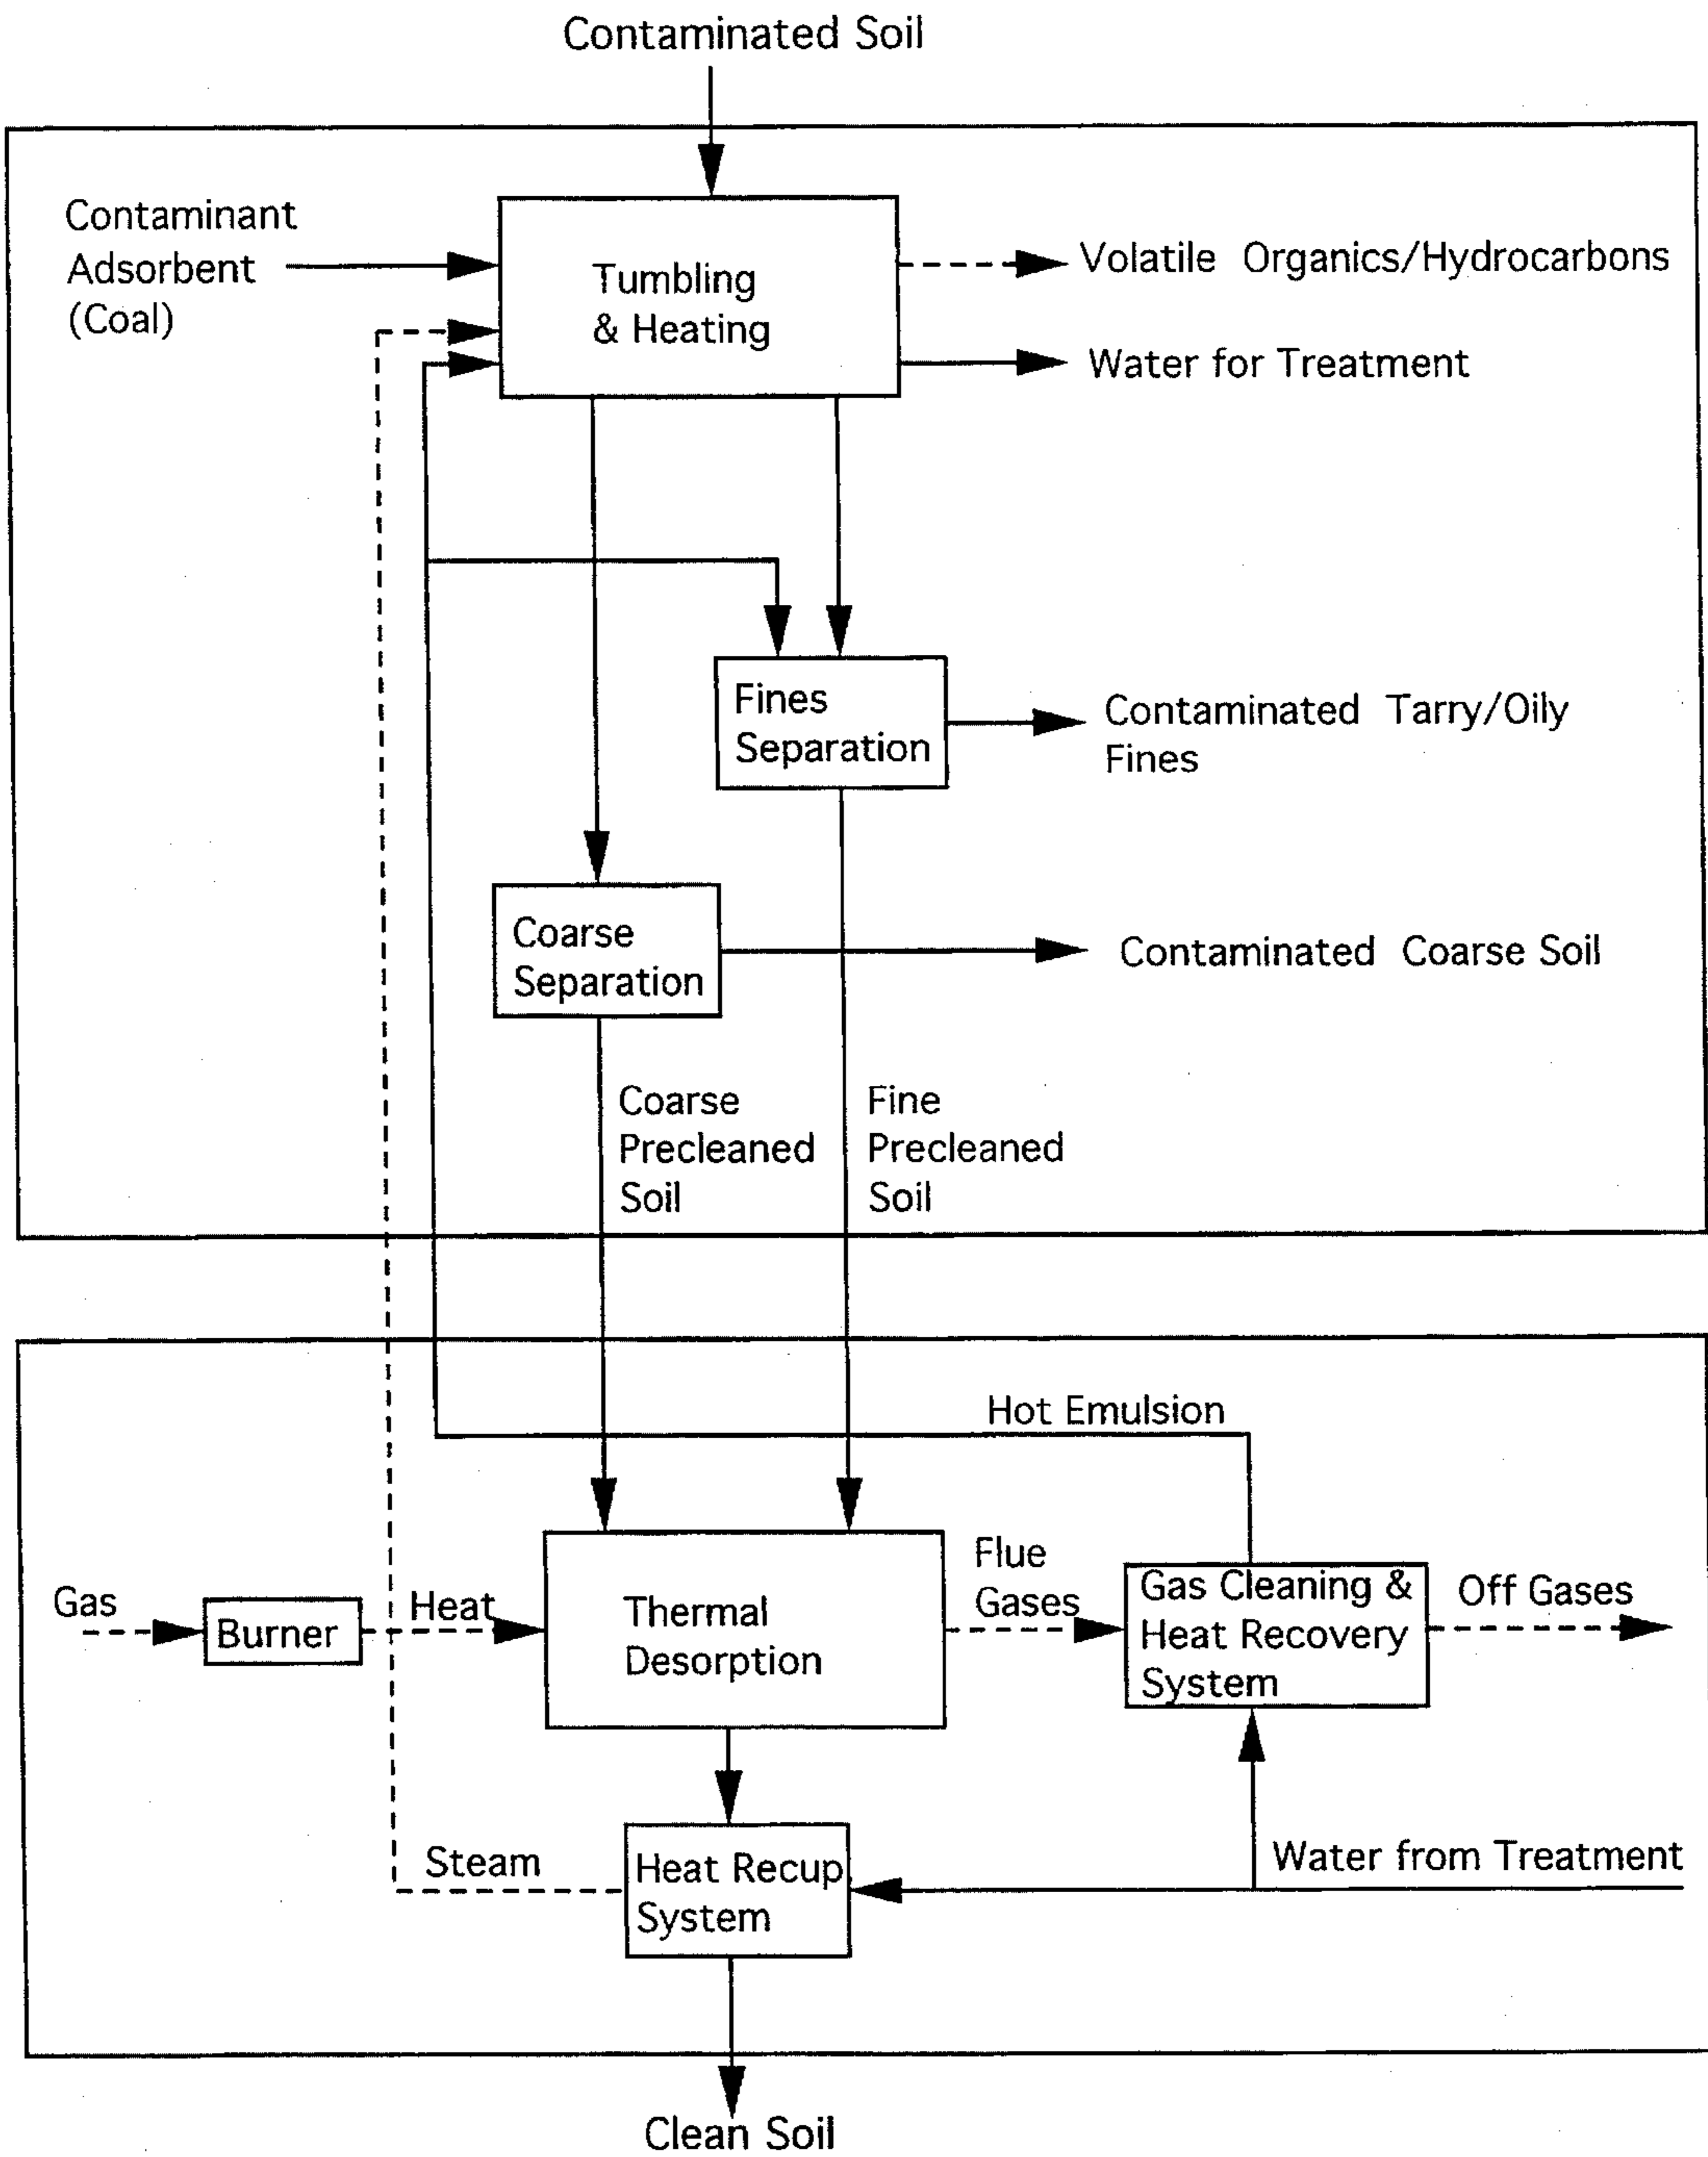 Contaminated Soil
Contaminant
Adsorbent
(Coal)
Tumbling
& Heating
Volatile Organics/Hydrocarbons
Water for Treatment
Fines
Separation
Contaminated Tarry/Oily
Fines
Coarse
Separation
Contaminated Coarse Soil
Coarse
Precleaned
Soil
Fine
Precleaned
Soil
Hot Emulsion
Gas
Burner
Heat
Thermal
Desorption
Flue
Gases
Gas Cleaning &
Heat Recovery
System
Off Gases
Steam
Heat Recup
System
Water from Treatment
Clean Soil